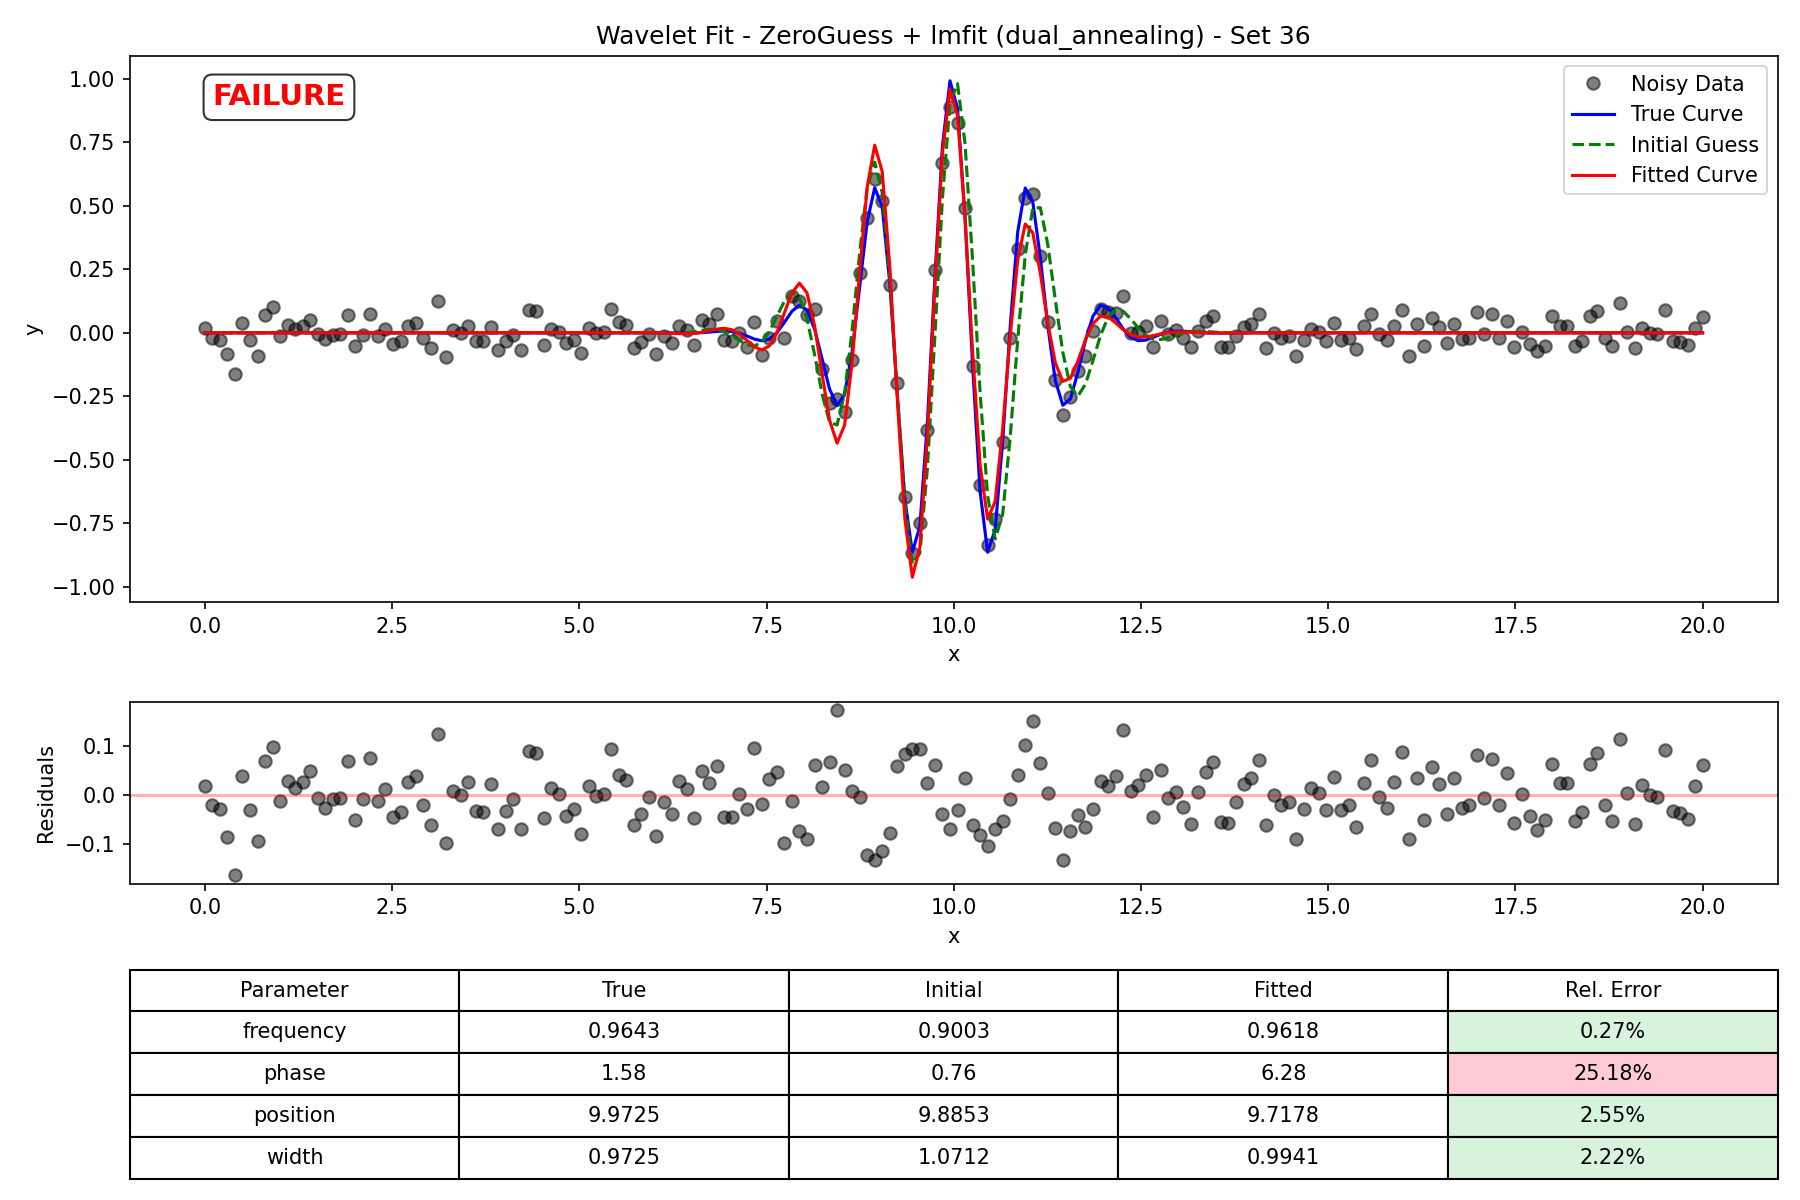 Wavelet Fit - ZeroGuess + lmfit (dual_annealing) - Set 36
FAILURE
Noisy Data
True Curve
Initial Guess
Fitted Curve
1.00
0.75
0.50
0.25
0.00
−0.25
−0.50
−0.75
−1.00
y
0.0 2.5 5.0 7.5 10.0 12.5 15.0 17.5 20.0
x
0.1
0.0
−0.1
Residuals
0.0 2.5 5.0 7.5 10.0 12.5 15.0 17.5 20.0
x
Parameter True Initial Fitted Rel. Error
frequency 0.9643 0.9003 0.9618 0.27%
phase 1.58 0.76 6.28 25.18%
position 9.9725 9.8853 9.7178 2.55%
width 0.9725 1.0712 0.9941 2.22%